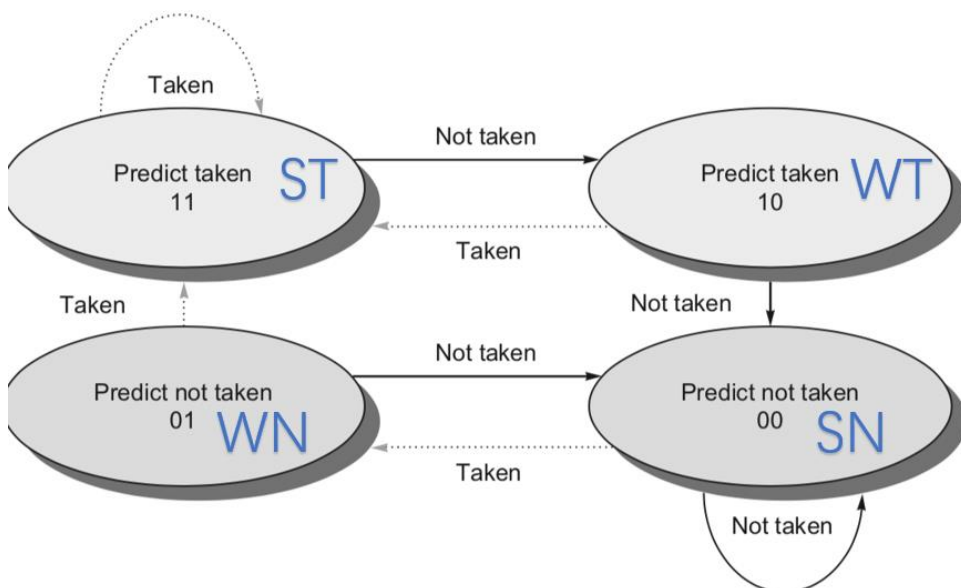 Taken
Not taken
Predict taken
11
ST
Predict taken
10
WT
Taken
Taken
Not taken
Not taken
Predict not taken
01
WN
Predict not taken
00
SN
Taken
Not taken